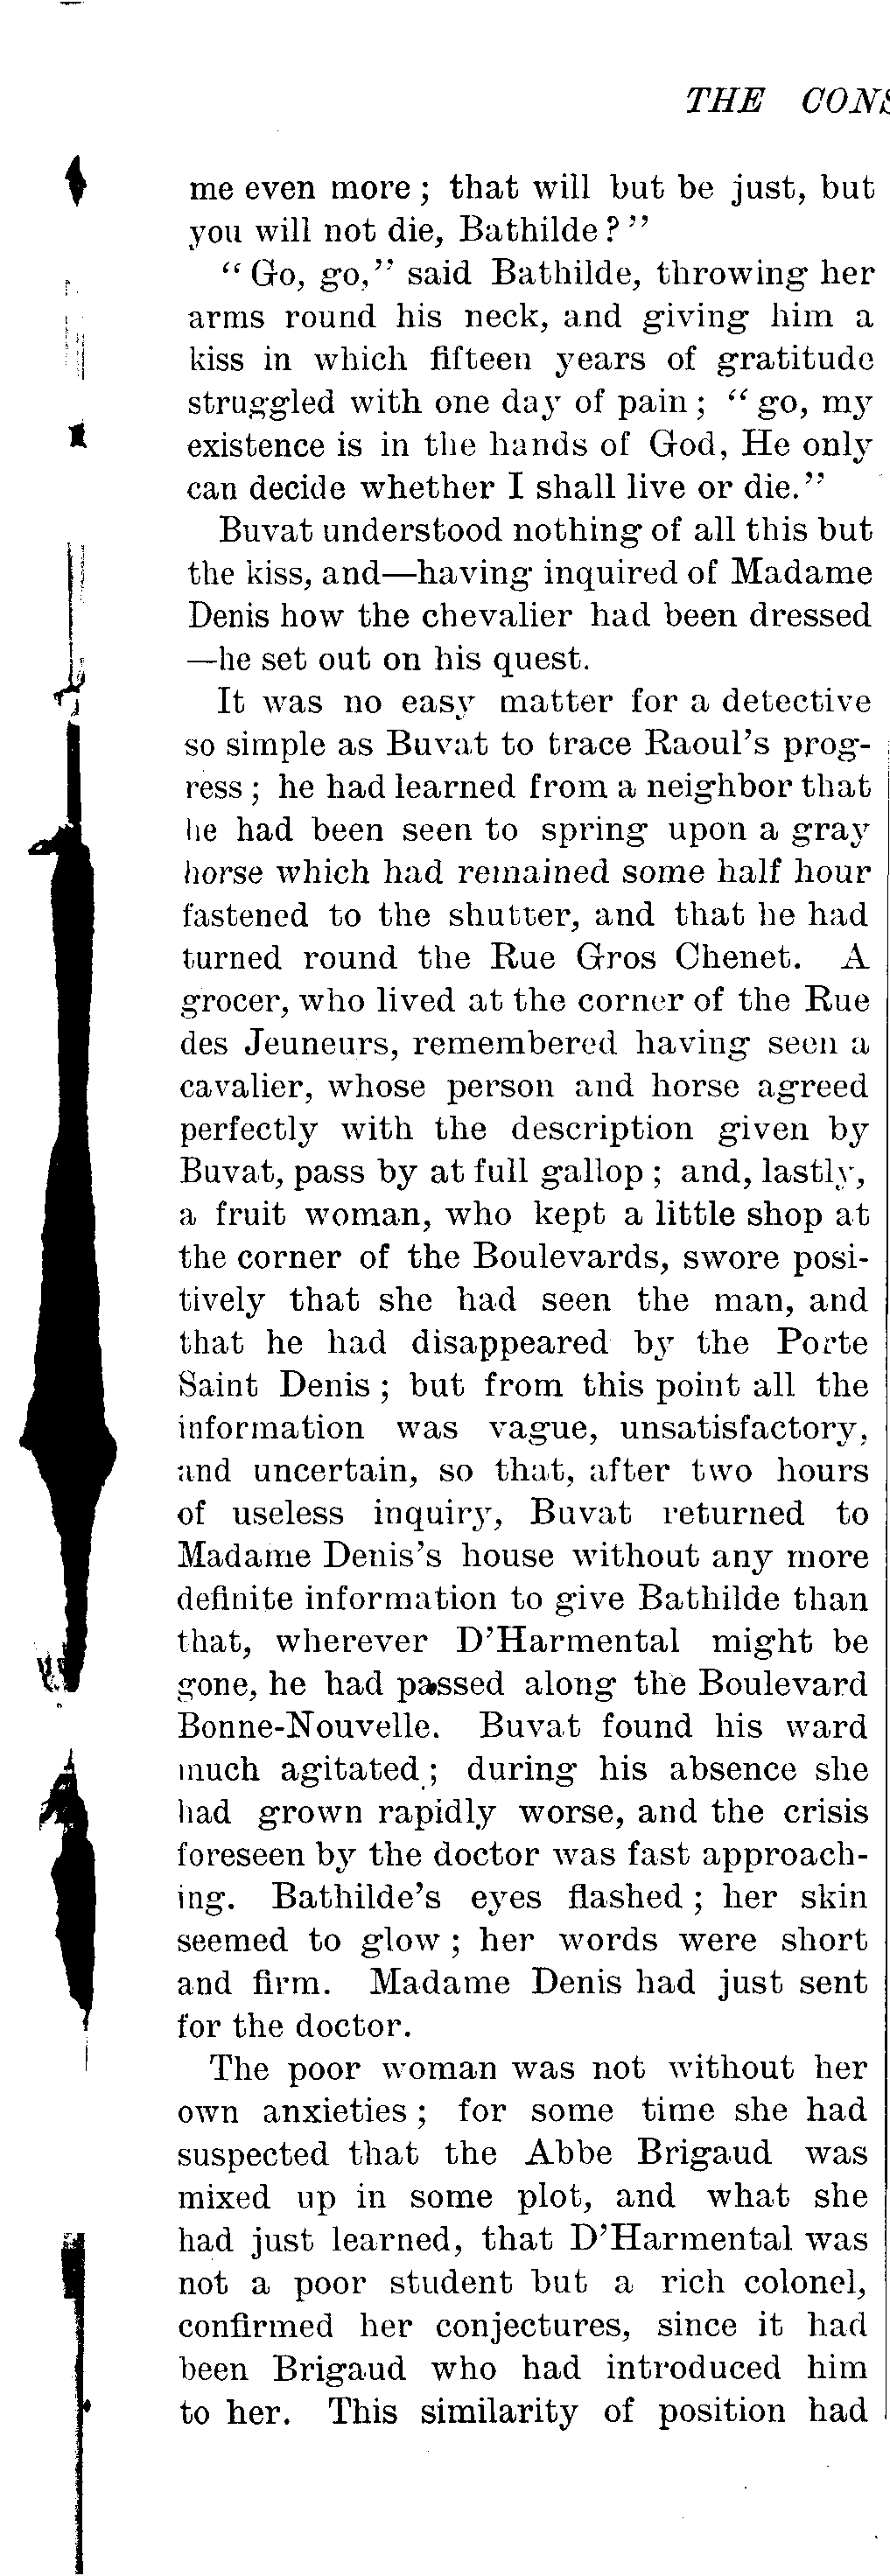 THE CONS
me even more ; that will but be just, but
you will not die, Bathilde ? ”
“ Go, go,” said Bathilde, throwing her
arms round his neck, and giving him a
kiss in which fifteen years of gratitude
struggled with one day of pain ; “ go, my
existence is in the hands of God, He only
can decide whether I shall live or die.”
Buvat understood nothing of all this but
the kiss, and—having inquired of Madame
Denis how the chevalier had been dressed
—he set out on his quest.
It was no easy matter for a detective
so simple as Buvat to trace Raoul’s prog-
ress ; he had learned from a neighbor that
he had been seen to spring upon a gray
horse which had remained some half hour
fastened to the shutter, and that he had
turned round the Rue Gros Chenet. A
grocer, who lived at the corner of the Rue
des Jeuneurs, remembered having seen a
cavalier, whose person and horse agreed
perfectly with the description given by
Buvat, pass by at full gallop ; and, lastly,
a fruit woman, who kept a little shop at
the corner of the Boulevards, swore posi-
tively that she had seen the man, and
that he had disappeared by the Porte
Saint Denis ; but from this point all the
information was vague, unsatisfactory,
and uncertain, so that, after two hours
of useless inquiry, Buvat returned to
Madame Denis’s house without any more
definite information to give Bathilde than
that, wherever D’Harmental might be
gone, he had passed along the Boulevard
Bonne-Nouvelle. Buvat found his ward
much agitated ; during his absence she
had grown rapidly worse, and the crisis
foreseen by the doctor was fast approach-
ing. Bathilde’s eyes flashed ; her skin
seemed to glow ; her words were short
and firm. Madame Denis had just sent
for the doctor.
The poor woman was not without her
own anxieties ; for some time she had
suspected that the Abbe Brigaud was
mixed up in some plot, and what she
had just learned, that D’Harmental was
not a poor student but a rich colonel,
confirmed her conjectures, since it had
been Brigaud who had introduced him
to her. This similarity of position had